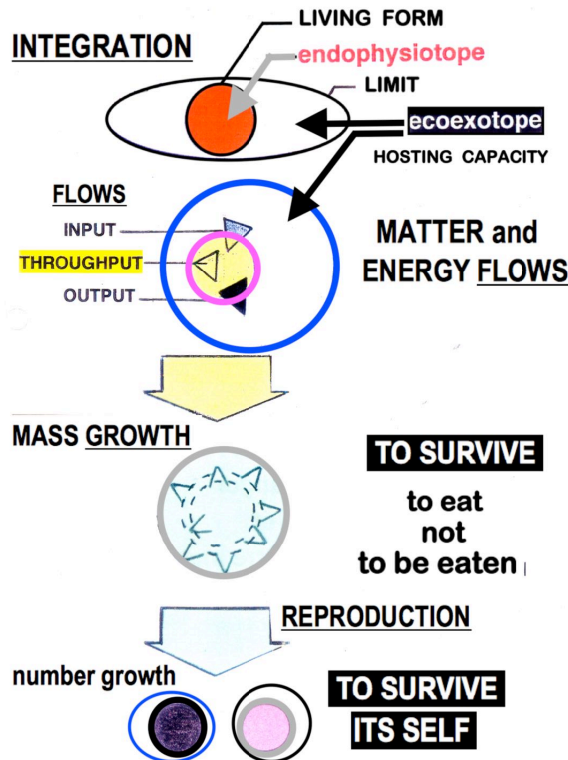 LIVING FORM
INTEGRATION
endophysiotope
LIMIT
ecoexotope
HOSTING CAPACITY
FLOWS
INPUT
THROUGHPUT
OUTPUT
MATTER and
ENERGY FLOWS
MASS GROWTH
TO SURVIVE
to eat
not
to be eaten
REPRODUCTION
number growth
TO SURVIVE
ITS SELF